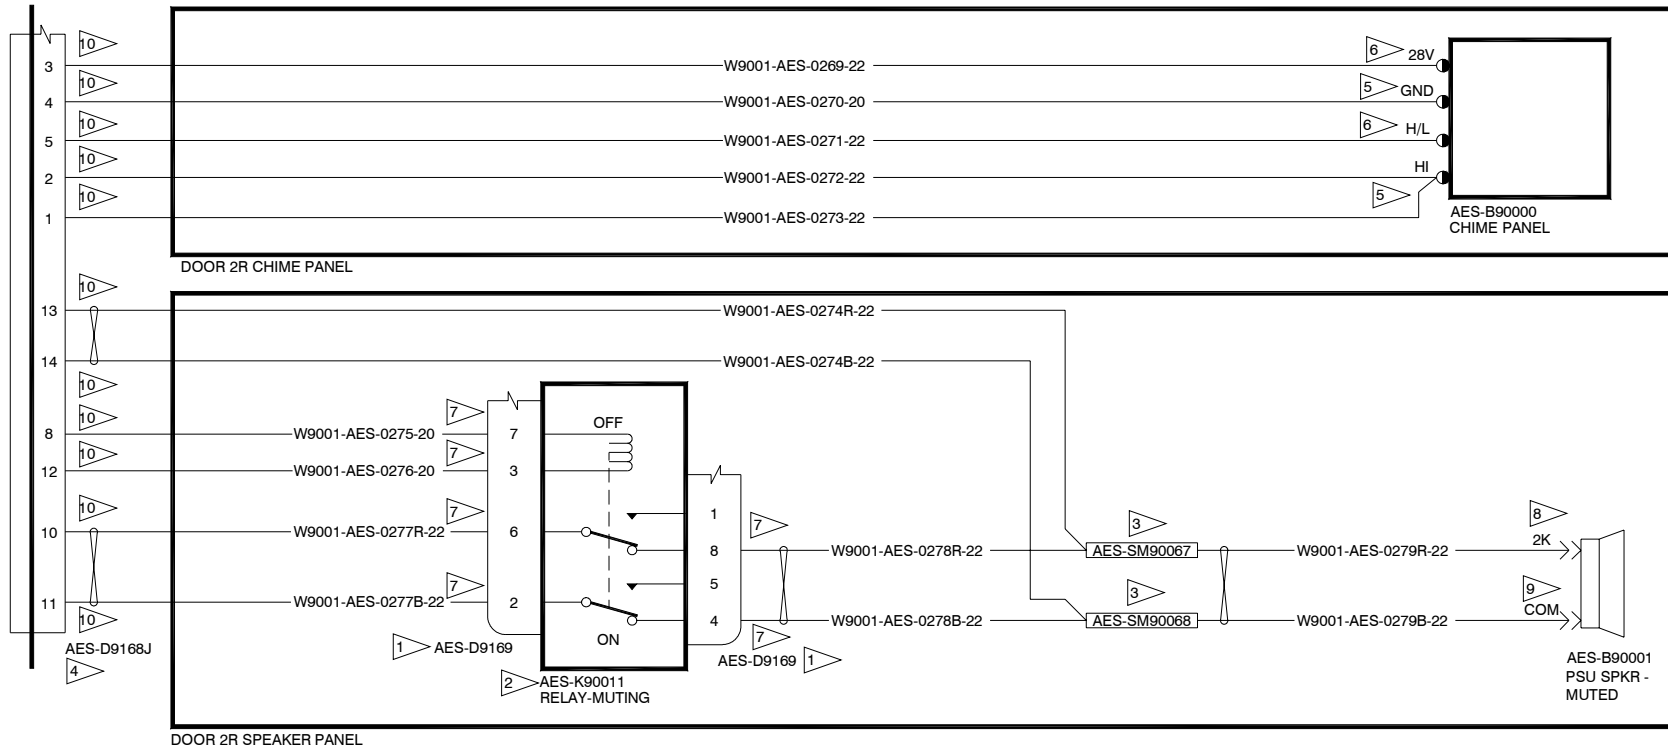 10
3
W9001-AES-0269-22
6
28V
10
4
W9001-AES-0270-20
5
GND
10
5
W9001-AES-0271-22
6
H/L
10
2
W9001-AES-0272-22
HI
10
1
W9001-AES-0273-22
5
AES-B90000
CHIME PANEL
DOOR 2R CHIME PANEL
10
13
W9001-AES-0274R-22
14
W9001-AES-0274B-22
10
10
8
W9001-AES-0275-20
7
7
OFF
10
12
W9001-AES-0276-20
7
3
10
10
W9001-AES-0277R-22
7
6
1
8
7
W9001-AES-0278R-22
3
AES-SM90067
W9001-AES-0279R-22
8
2K
11
W9001-AES-0277B-22
7
2
5
4
W9001-AES-0278B-22
3
AES-SM90068
W9001-AES-0279B-22
9
COM
10
ON
7
AES-D9168J
4
1
AES-D9169
AES-D9169
1
2
AES-K90011
RELAY-MUTING
AES-B90001
PSU SPKR -
MUTED
DOOR 2R SPEAKER PANEL